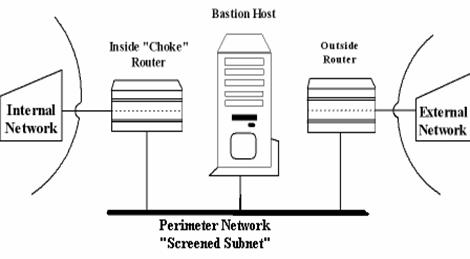 Bastion Host
Inside "Choke"
Router
Outside
Router
Internal
Network
External
Network
Perimeter Network
"Screened Subnet"